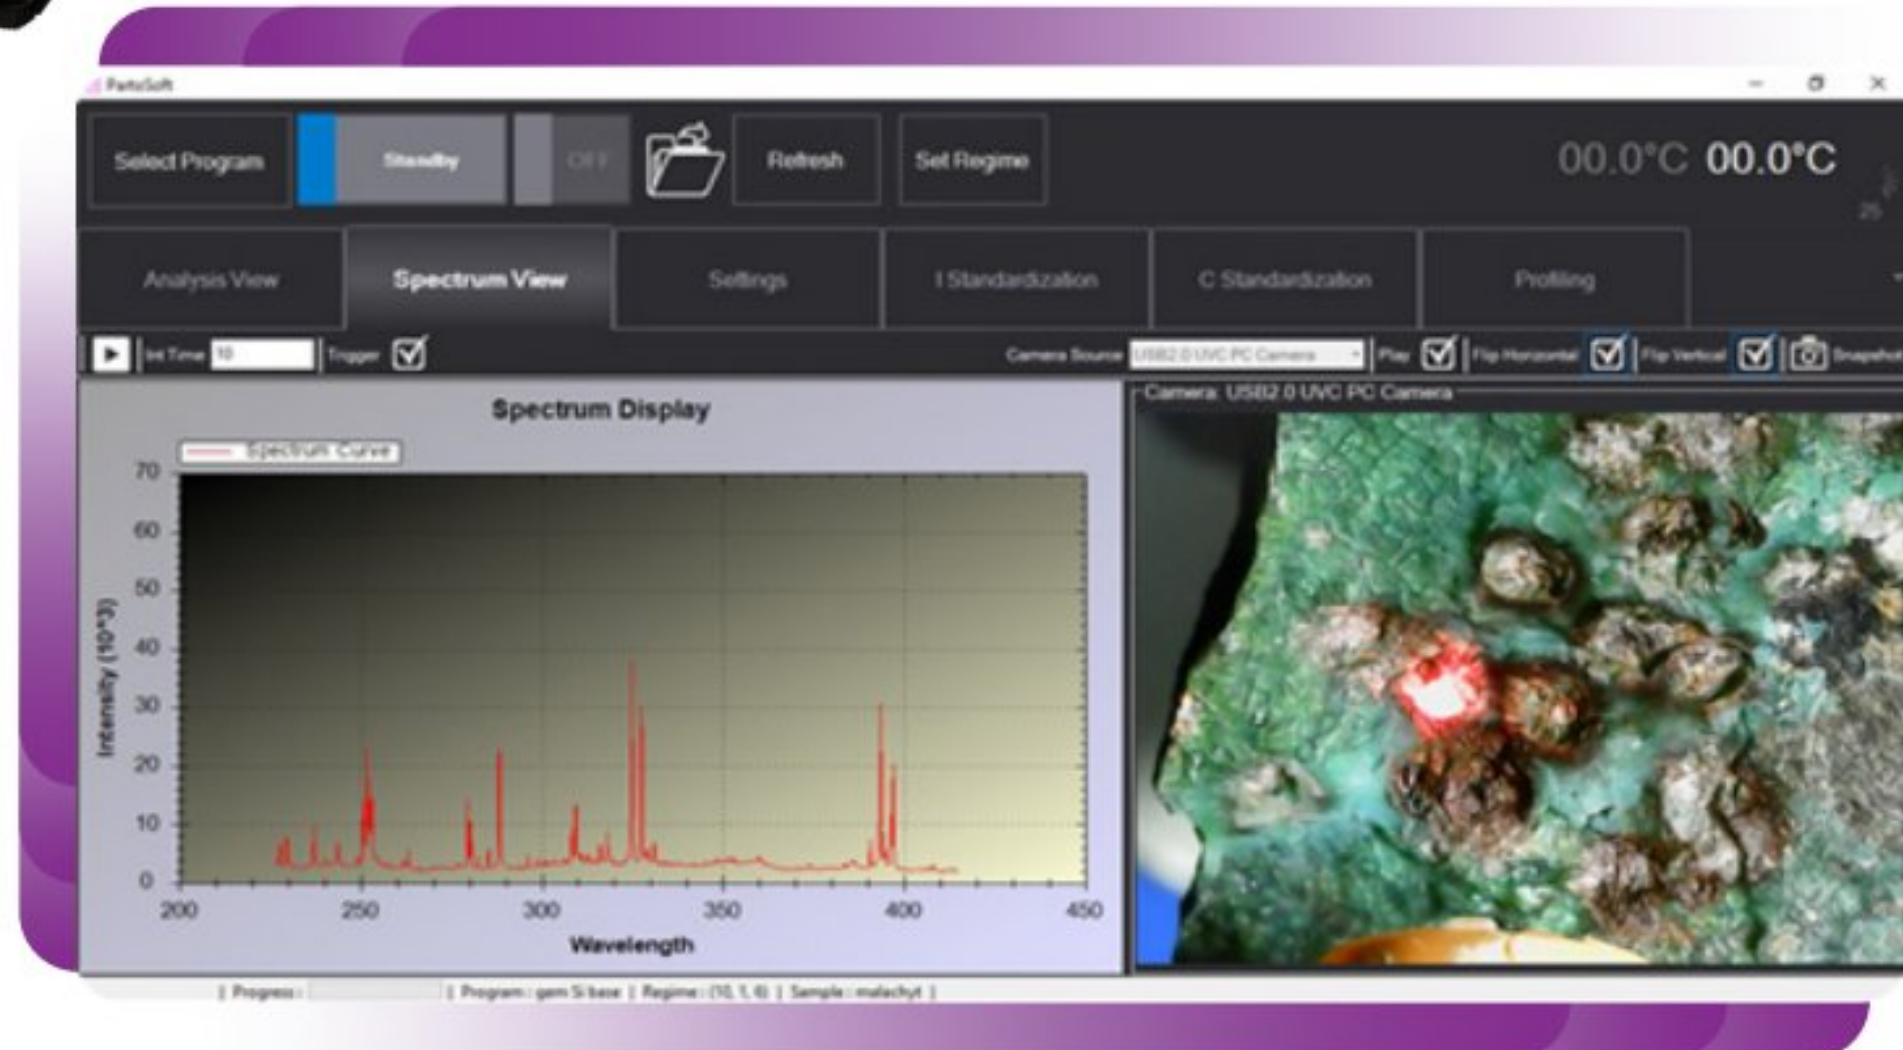 PartoSoft
Select Program
Standby
OFF
Refresh
Set Regime
00.0°C 00.0°C
25
Analysis View
Spectrum View
Settings
I Standardization
C Standardization
Profiling
Int Time 10
Trigger
Camera Source USB2.0 UVC PC Camera
Play
Flip Horizontal
Flip Vertical
Snapshot
Spectrum Display
Spectrum Curve
Camera: USB2.0 UVC PC Camera
70
60
50
40
30
20
10
0
Intensity (10^3)
200 250 300 350 400 450
Wavelength
| Progress : | Program : gem Si base | Regime : (10, 1, 6) | Sample : malachyt |